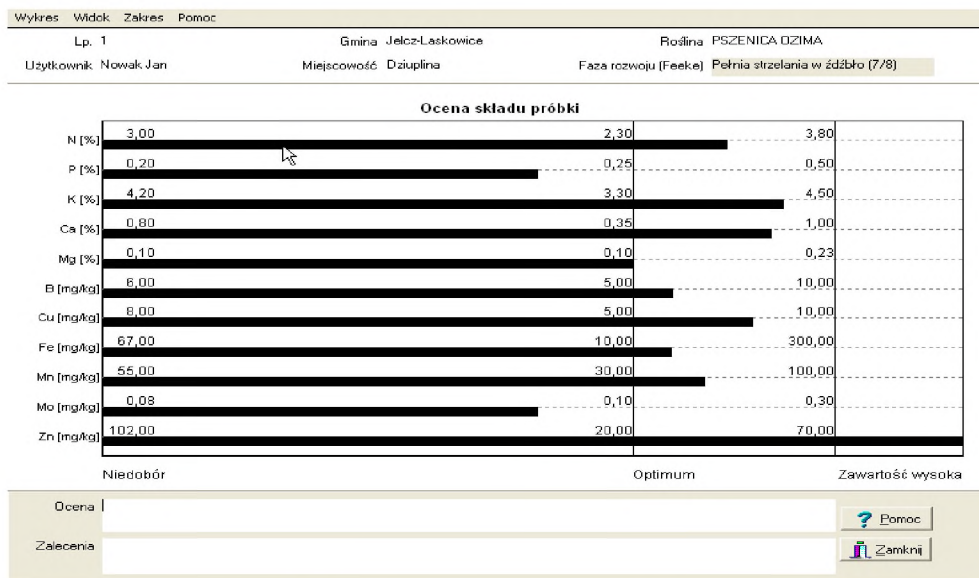 Wykres Widok Zakres Pomoc
Lp. 1 Gmina Jelcz-Laskowice Roślina PSZENICA OZIMA
Użytkownik Nowak Jan Miejscowość Dziuplina Faza rozwoju (Feeke) Pełnia strzelania w źdźbło (7/8)
Ocena składu próbki
N [%] 3,00 2,30 3,80
P [%] 0,20 0,25 0,50
K [%] 4,20 3,30 4,50
Ca [%] 0,80 0,35 1,00
Mg [%] 0,10 0,10 0,23
B [mg/kg] 6,00 5,00 10,00
Cu [mg/kg] 8,00 5,00 10,00
Fe [mg/kg] 67,00 10,00 300,00
Mn [mg/kg] 55,00 30,00 100,00
Mo [mg/kg] 0,08 0,10 0,30
Zn [mg/kg] 102,00 20,00 70,00
Niedobór Optimum Zawartość wysoka
Ocena
? Pomoc
Zalecenia
Zamknij